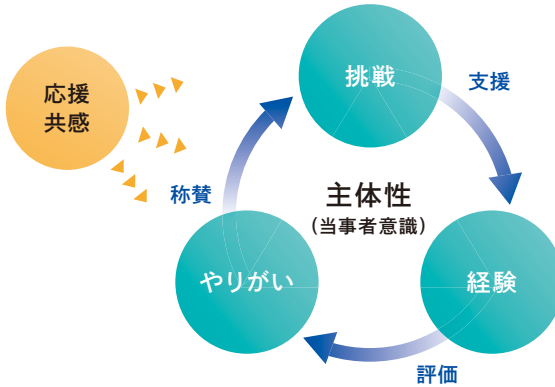 応援
共感
挑戦
支援
称賛
主体性
（当事者意識）
やりがい
経験
評価